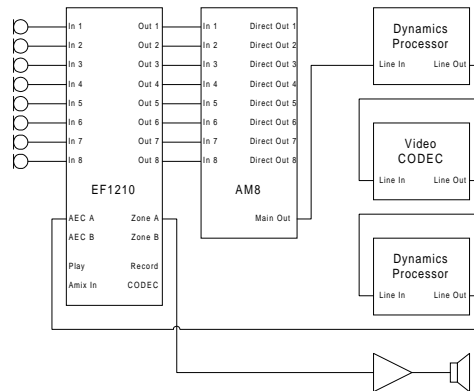 In 1 Out 1
In 2 Out 2
In 3 Out 3
In 4 Out 4
In 5 Out 5
In 6 Out 6
In 7 Out 7
In 8 Out 8
EF1210
AEC A Zone A
AEC B Zone B
Play Record
Amix In CODEC
In 1 Direct Out 1
In 2 Direct Out 2
In 3 Direct Out 3
In 4 Direct Out 4
In 5 Direct Out 5
In 6 Direct Out 6
In 7 Direct Out 7
In 8 Direct Out 8
AM8
Main Out
Dynamics
Processor
Line In Line Out
Video
CODEC
Line In Line Out
Dynamics
Processor
Line In Line Out